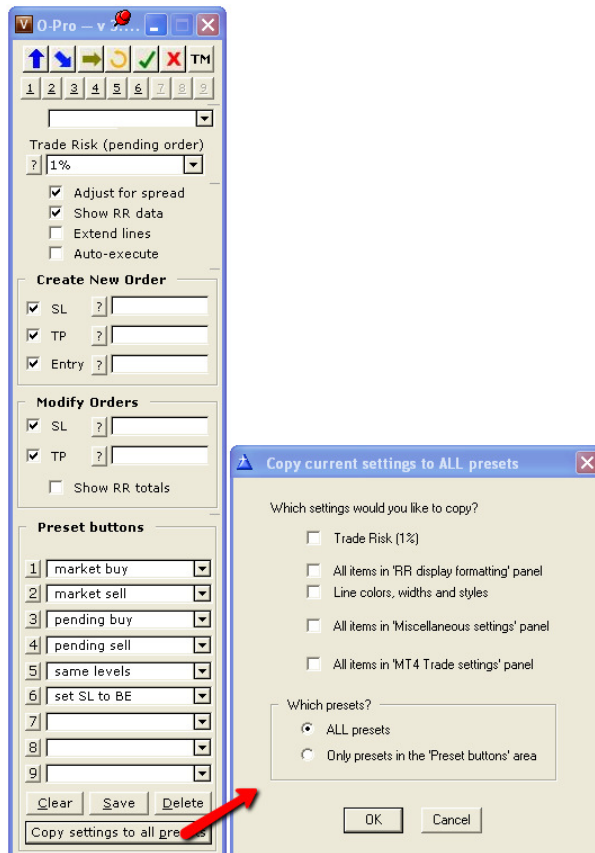 O-Pro — v
TM
1 2 3 4 5 6 7 8 9
Trade Risk (pending order)
? 1%
Adjust for spread
Show RR data
Extend lines
Auto-execute
Create New Order
SL ?
TP ?
Entry ?
Modify Orders
SL ?
TP ?
Show RR totals
Preset buttons
1 market buy
2 market sell
3 pending buy
4 pending sell
5 same levels
6 set SL to BE
7
8
9
Clear Save Delete
Copy settings to all presets
Copy current settings to ALL presets
Which settings would you like to copy?
Trade Risk (1%)
All items in 'RR display formatting' panel
Line colors, widths and styles
All items in 'Miscellaneous settings' panel
All items in 'MT4 Trade settings' panel
Which presets?
ALL presets
Only presets in the 'Preset buttons' area
OK Cancel